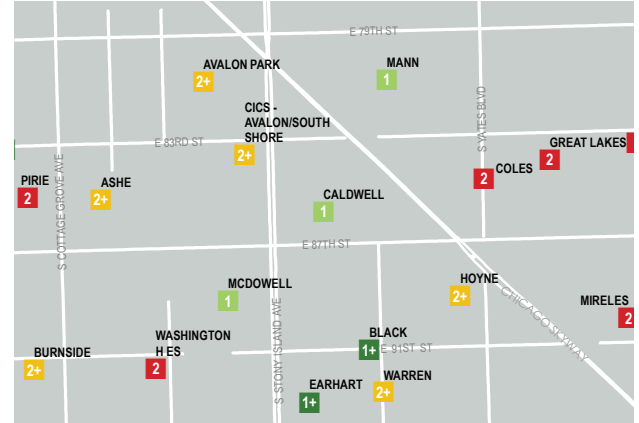 E 79TH ST
AVALON PARK
2+
MANN
1
CICS -
AVALON/SOUTH
SHORE
2+
E 83RD ST
S YATES BLVD
GREAT LAKES
2
COLES
2
PIRIE
2
ASHE
2+
S COTTAGE GROVE AVE
CALDWELL
1
E 87TH ST
MCDOWELL
1
HOYNE
2+
CHICAGO SKYWAY
MIRELES
2
S STONY ISLAND AVE
WASHINGTON
H ES
2
BURNSIDE
2+
BLACK
1+
E 91ST ST
EARHART
1+
WARREN
2+